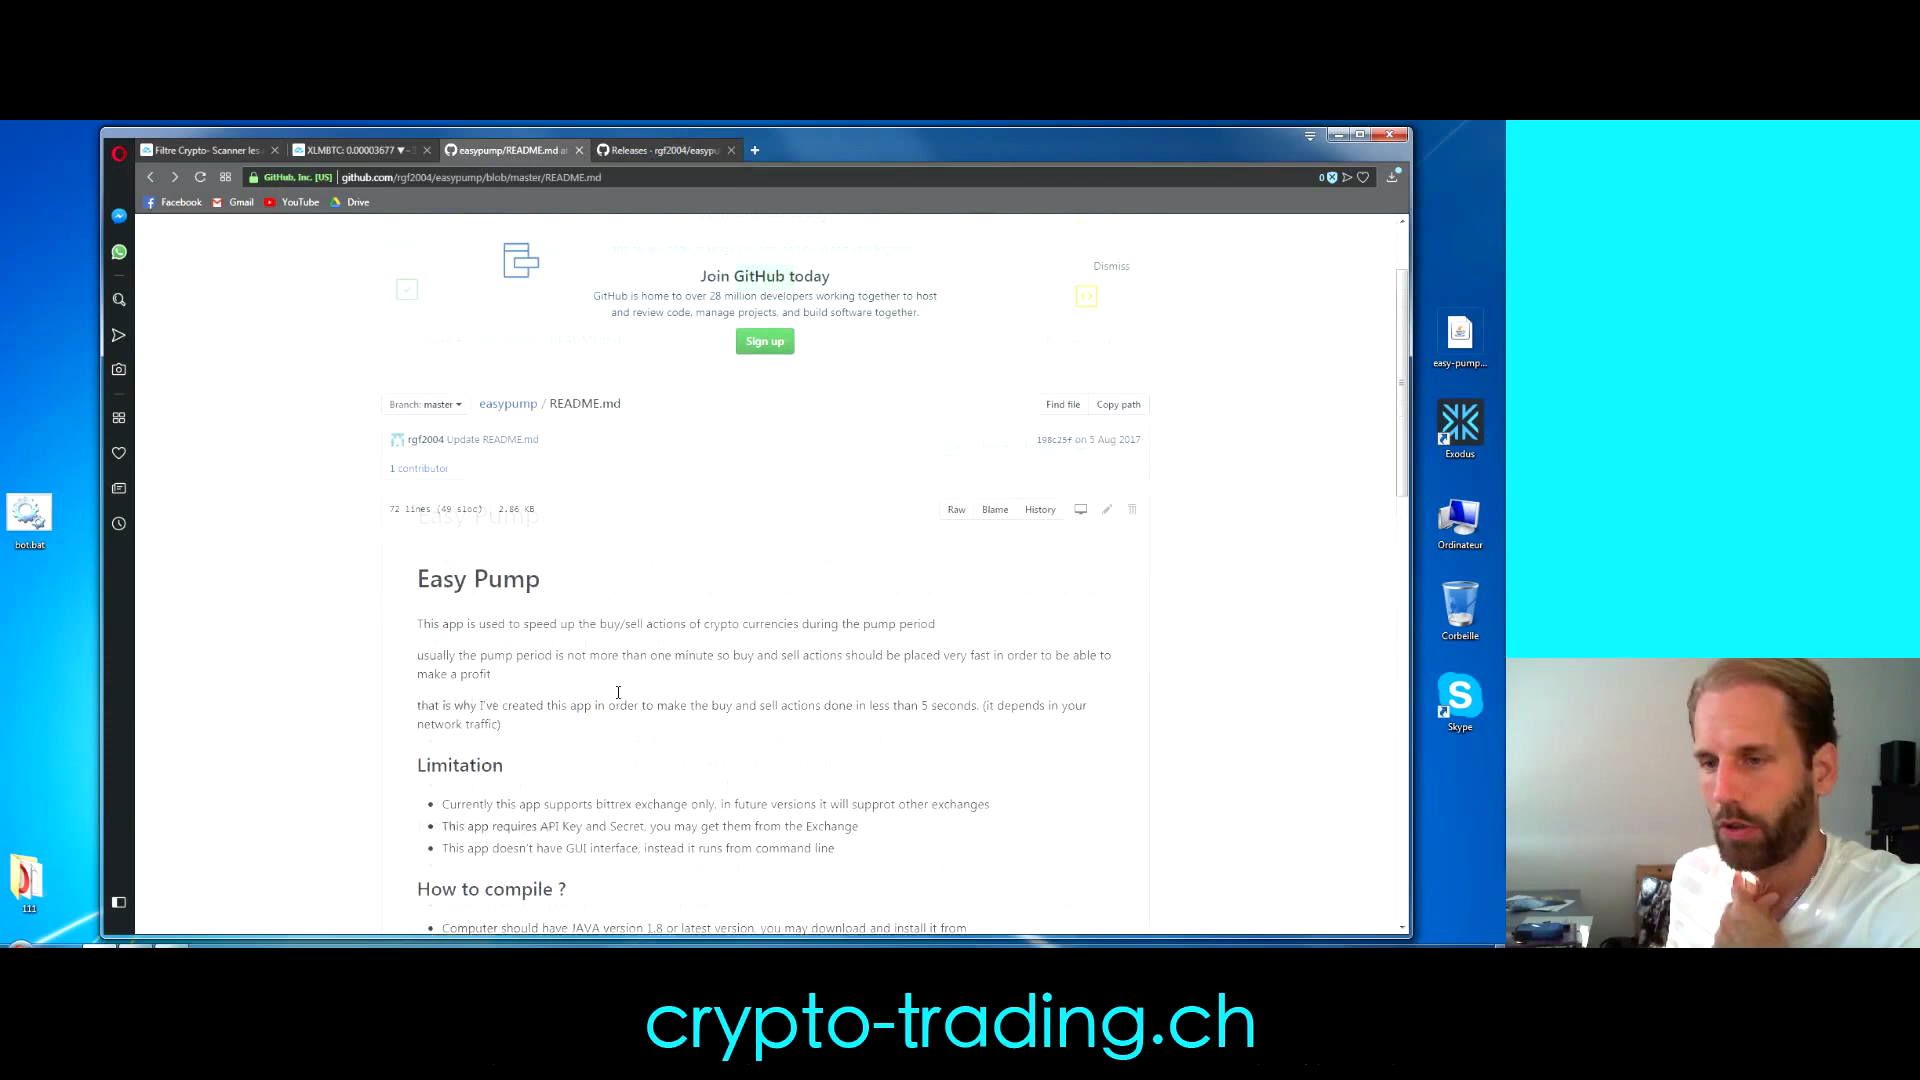 Filtre Crypto- Scanner les
XLMBTC: 0.00003677 ▼
easypump/README.md at
Releases - rgf2004/easypu
GitHub, Inc. [US]
github.com/rgf2004/easypump/blob/master/README.md
0
Facebook
Gmail
YouTube
Drive
Join GitHub today
Dismiss
GitHub is home to over 28 million developers working together to host
and review code, manage projects, and build software together.
Sign up
Branch: master
easypump / README.md
Find file
Copy path
rgf2004 Update README.md
198c25f on 5 Aug 2017
1 contributor
72 lines (49 sloc) 2.86 KB
Raw
Blame
History
Easy Pump
This app is used to speed up the buy/sell actions of crypto currencies during the pump period
usually the pump period is not more than one minute so buy and sell actions should be placed very fast in order to be able to
make a profit
that is why I've created this app in order to make the buy and sell actions done in less than 5 seconds. (it depends in your
network traffic)
Limitation
Currently this app supports bittrex exchange only, in future versions it will supprot other exchanges
This app requires API Key and Secret, you may get them from the Exchange
This app doesn't have GUI interface, instead it runs from command line
How to compile ?
Computer should have JAVA version 1.8 or latest version, you may download and install it from
bot.bat
111
easy-pump...
Exodus
Ordinateur
Corbeille
Skype
crypto-trading.ch